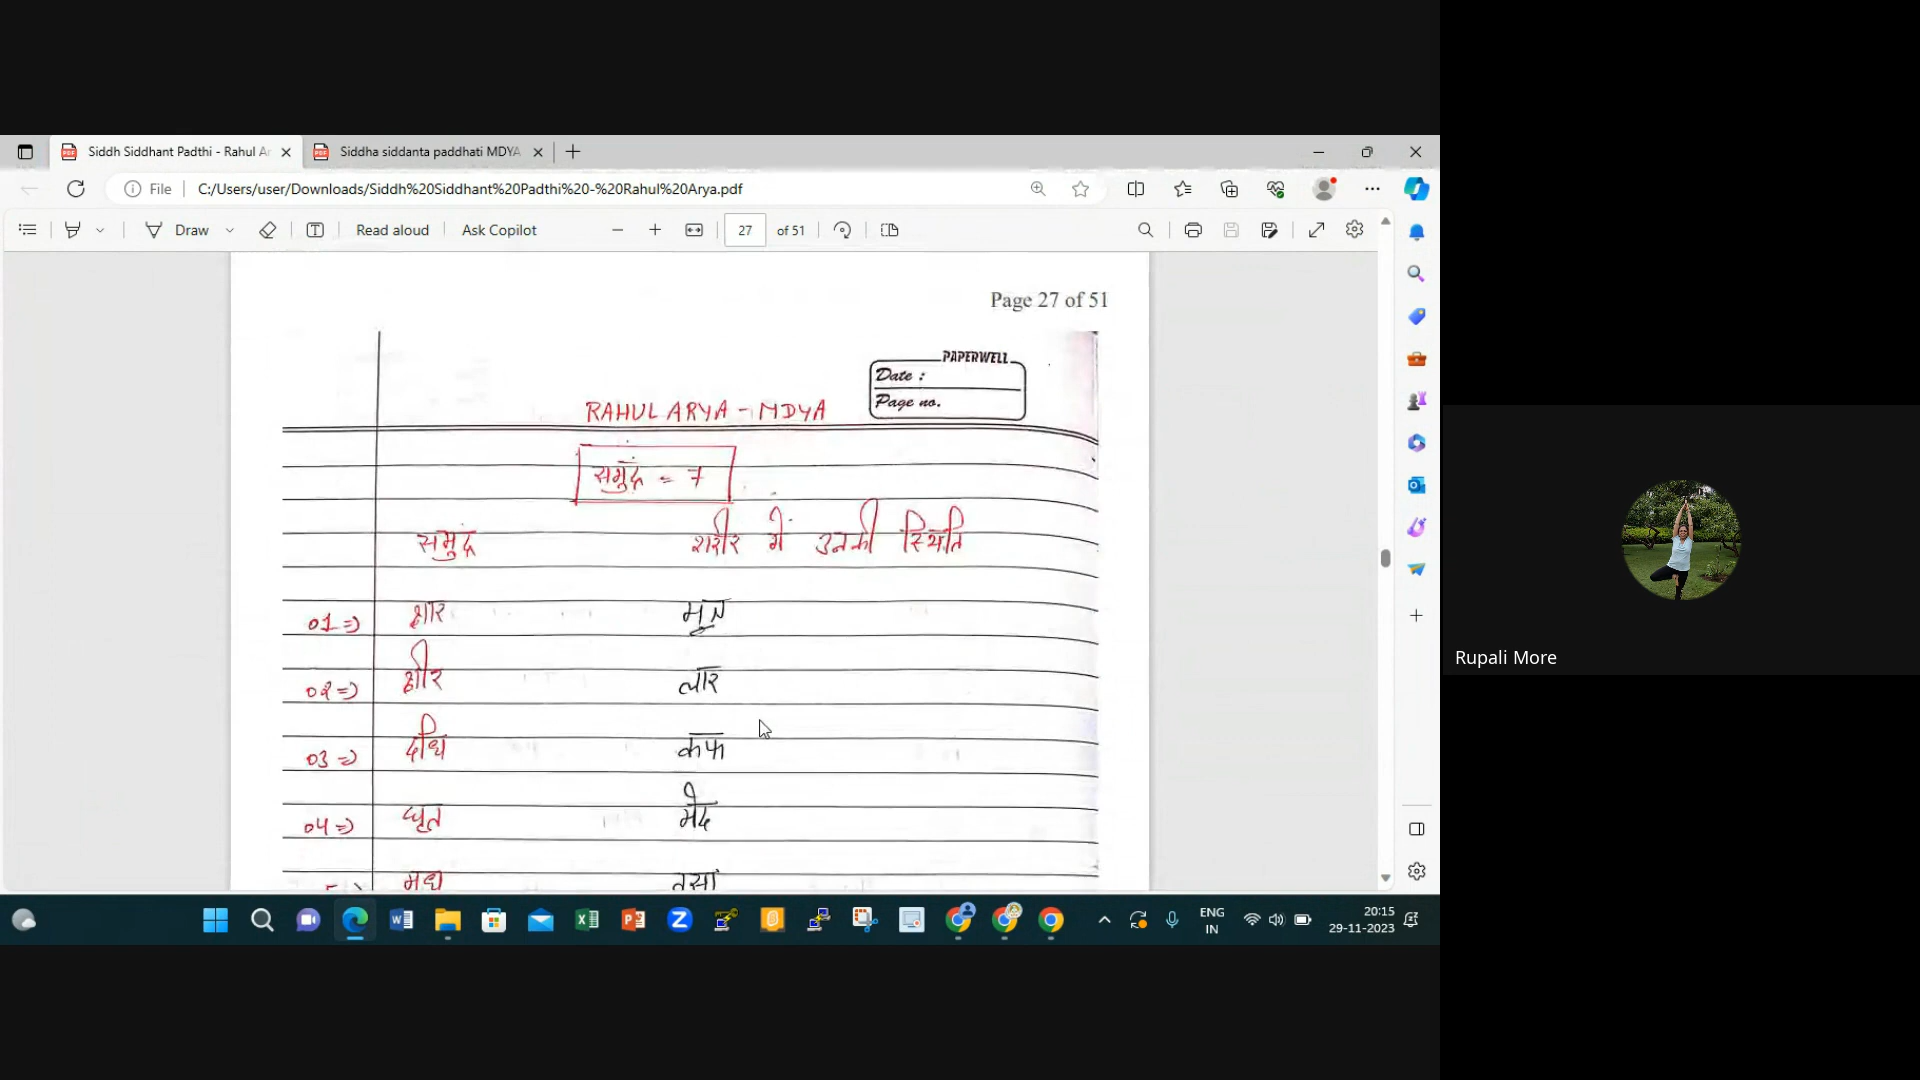 Siddh Siddhant Padthi - Rahul Ar
Siddha siddanta paddhati MDYA
File
C:/Users/user/Downloads/Siddh%20Siddhant%20Padthi%20-%20Rahul%20Arya.pdf
Draw
Read aloud
Ask Copilot
27
of 51
Page 27 of 51
PAPERWELL
Date :
Page no.
RAHUL ARYA - MDYA
समुद्र = 7
समुद्र शरीर में उनकी स्थिति
01 => क्षार मूत्र
02 => क्षीर लार
03 => दधि कफ
04 => घृत मेद
Rupali More
ENG
IN
20:15
29-11-2023